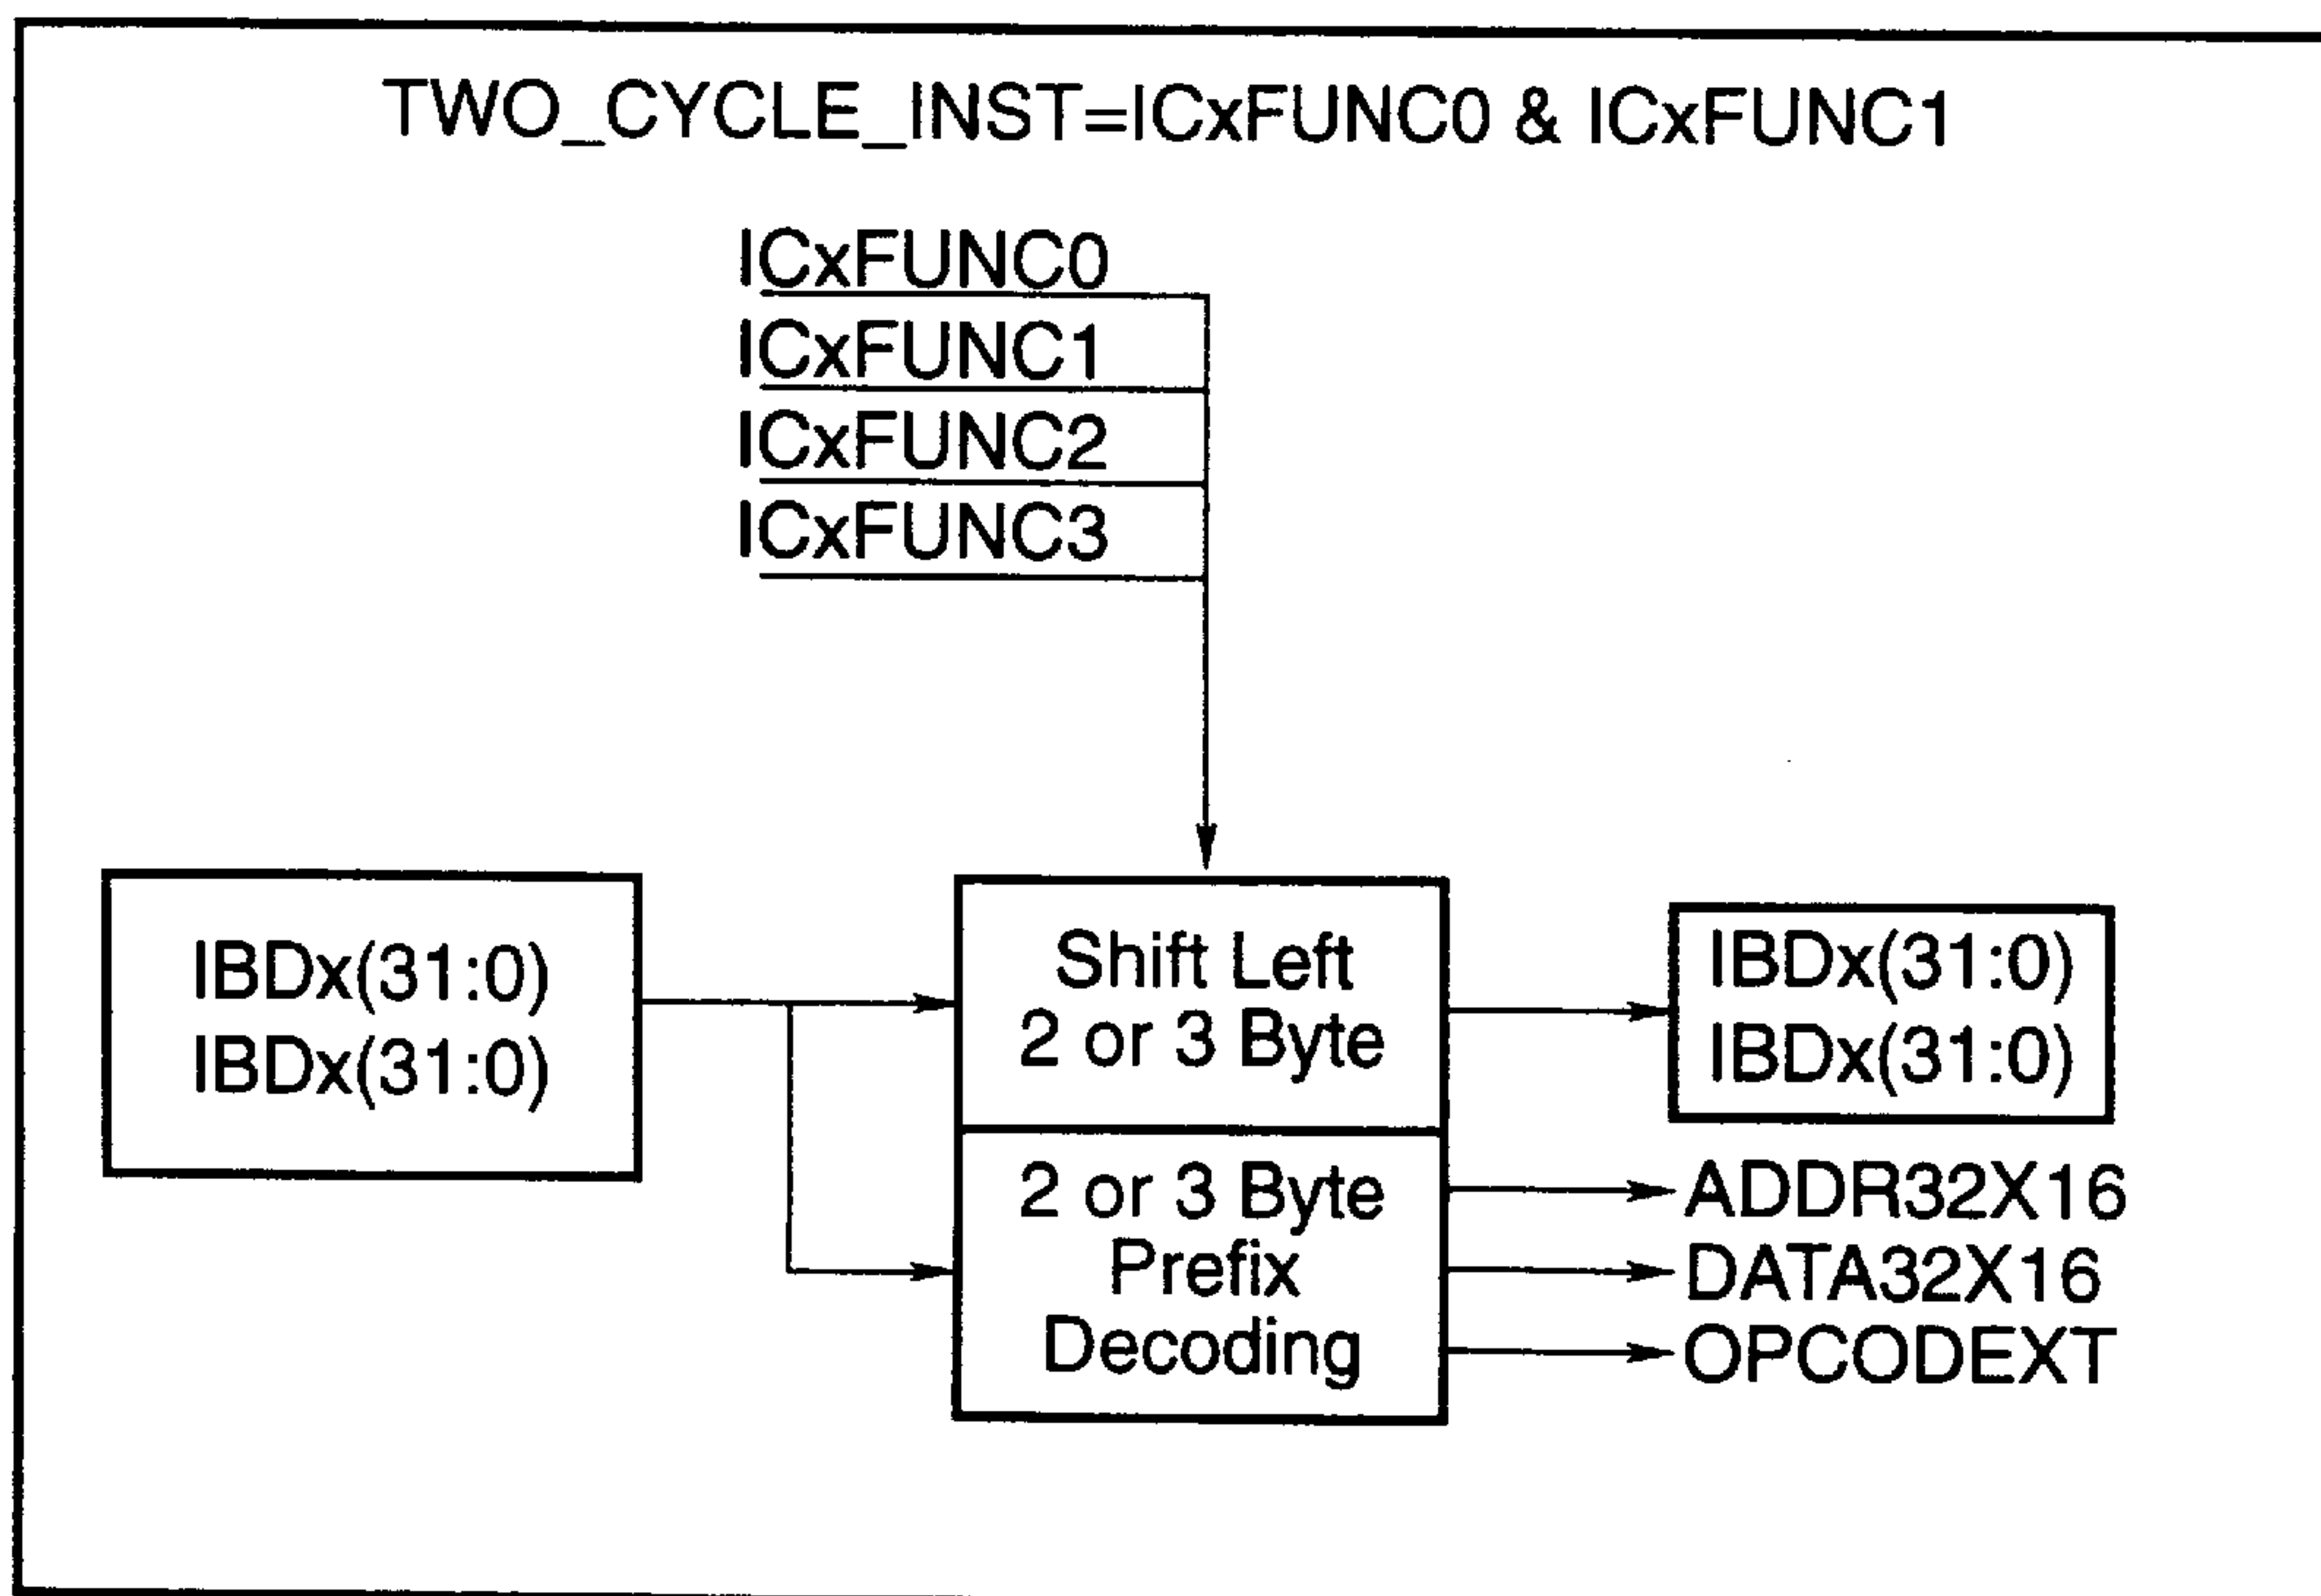 TWO_CYCLE_INST=ICxFUNC0 & ICxFUNC1
ICxFUNC0
ICxFUNC1
ICxFUNC2
ICxFUNC3
IBDx(31:0)
IBDx(31:0)
Shift Left
2 or 3 Byte
2 or 3 Byte
Prefix
Decoding
IBDx(31:0)
IBDx(31:0)
ADDR32X16
DATA32X16
OPCODEXT